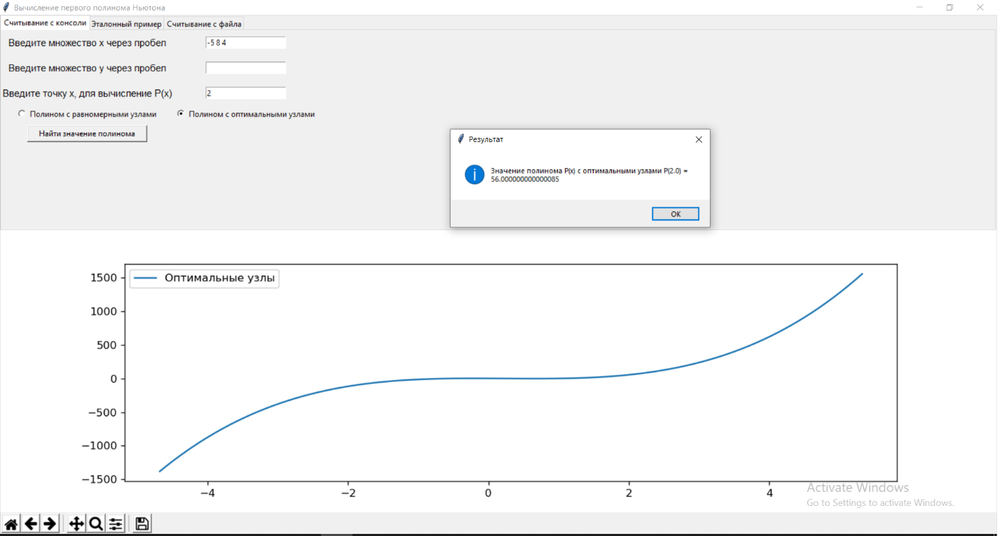 Вычисление первого полинома Ньютона
Считывание с консоли Эталонный пример Считывание с файла
Введите множество x через пробел -5 8 4
Введите множество y через пробел
Введите точку x, для вычисление P(x) 2
Полином с равномерными узлами Полином с оптимальными узлами
Найти значение полинома
Результат
Значение полинома P(x) с оптимальными узлами P(2.0) =
56.000000000000085
OK
Оптимальные узлы
1500
1000
500
0
−500
−1000
−1500
−4 −2 0 2 4
Activate Windows
Go to Settings to activate Windows.